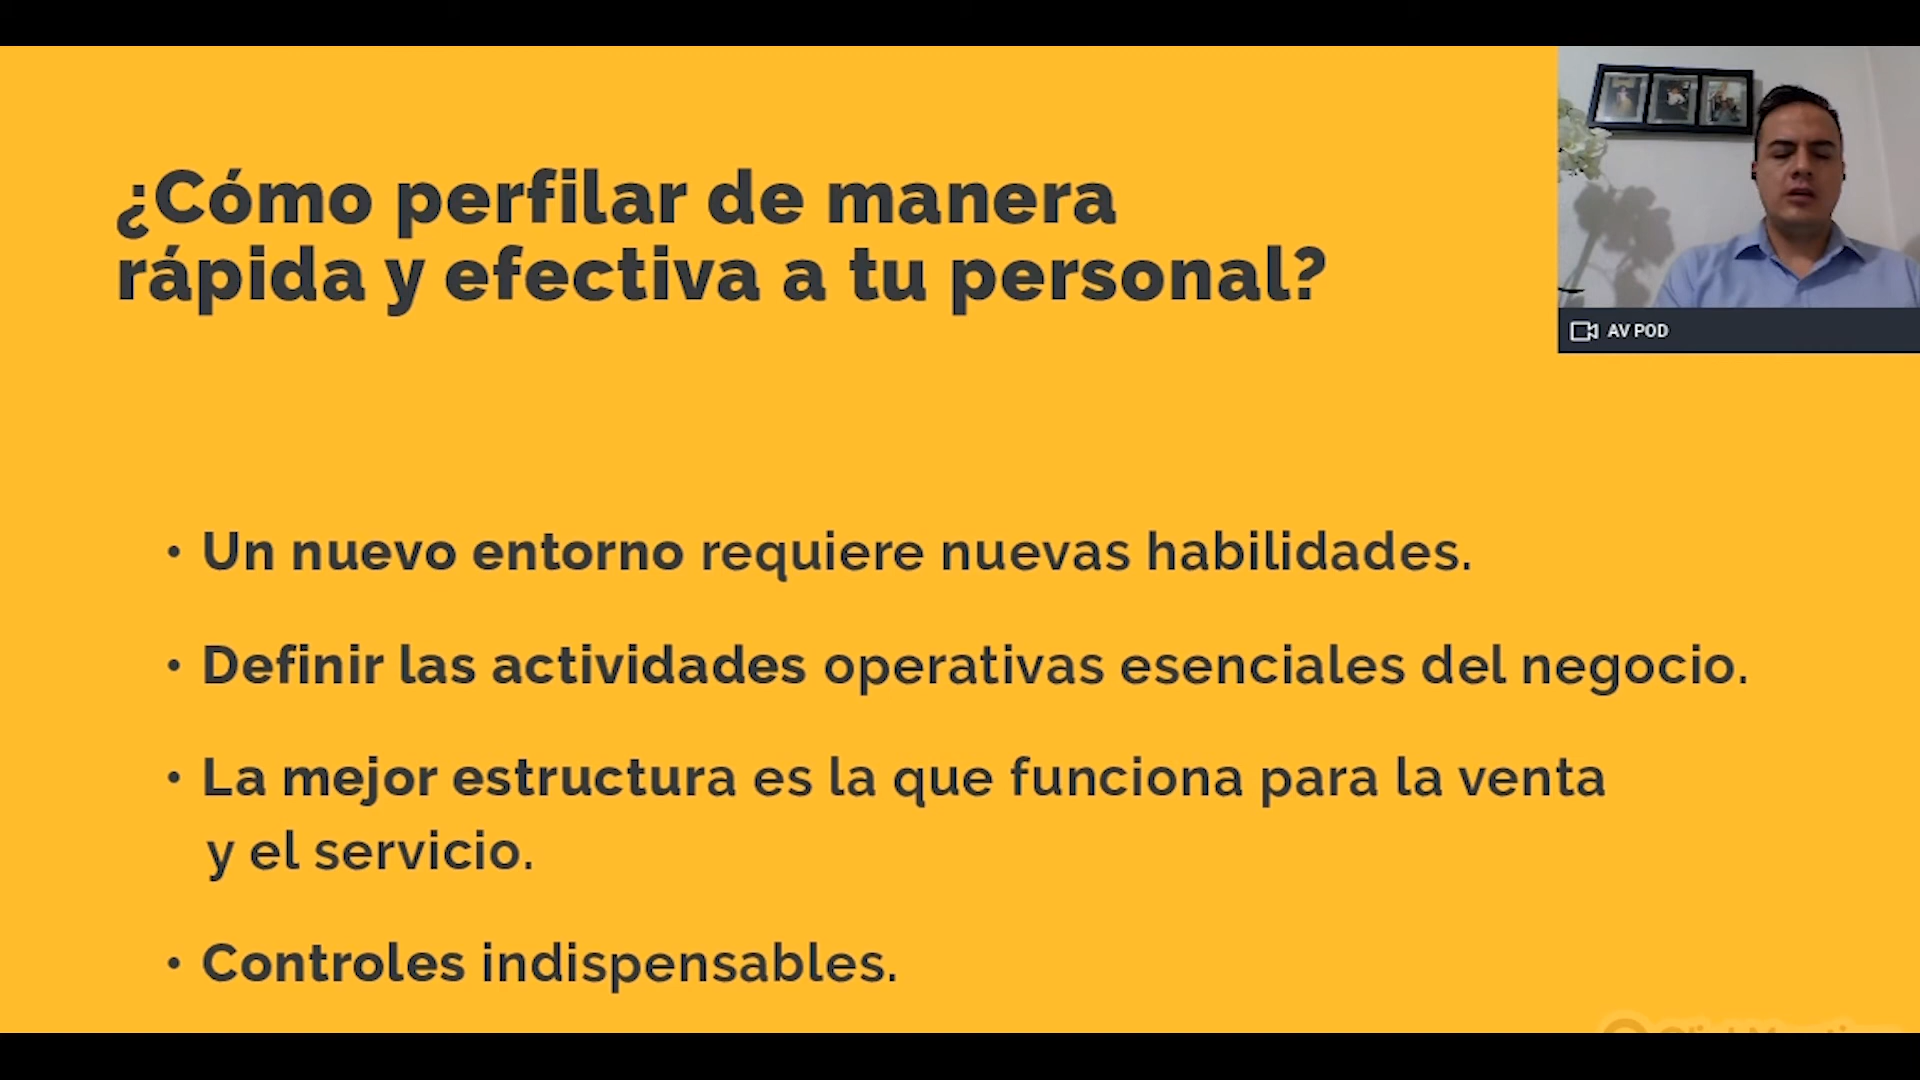 ¿Cómo perfilar de manera
rápida y efectiva a tu personal?
AV POD
• Un nuevo entorno requiere nuevas habilidades.
• Definir las actividades operativas esenciales del negocio.
• La mejor estructura es la que funciona para la venta
y el servicio.
• Controles indispensables.